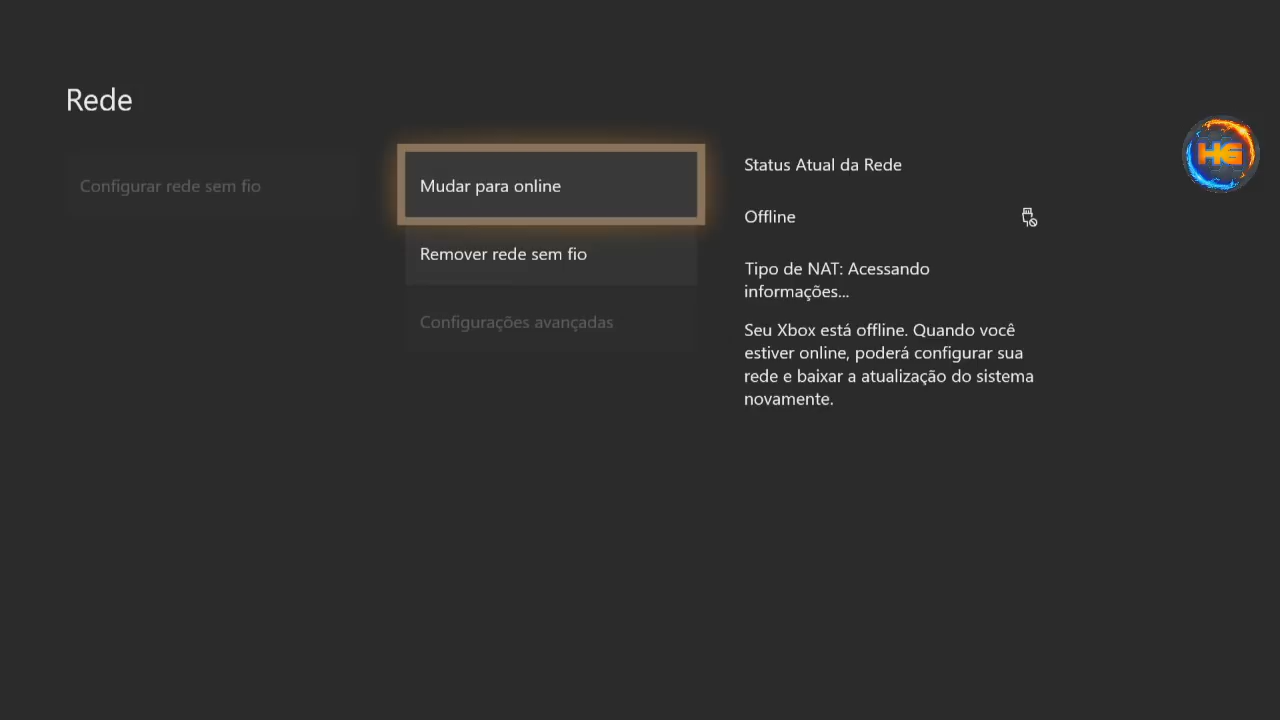 Rede
Configurar rede sem fio
Mudar para online
Remover rede sem fio
Configurações avançadas
Status Atual da Rede
Offline
Tipo de NAT: Acessando
informações...
Seu Xbox está offline. Quando você
estiver online, poderá configurar sua
rede e baixar a atualização do sistema
novamente.
HG